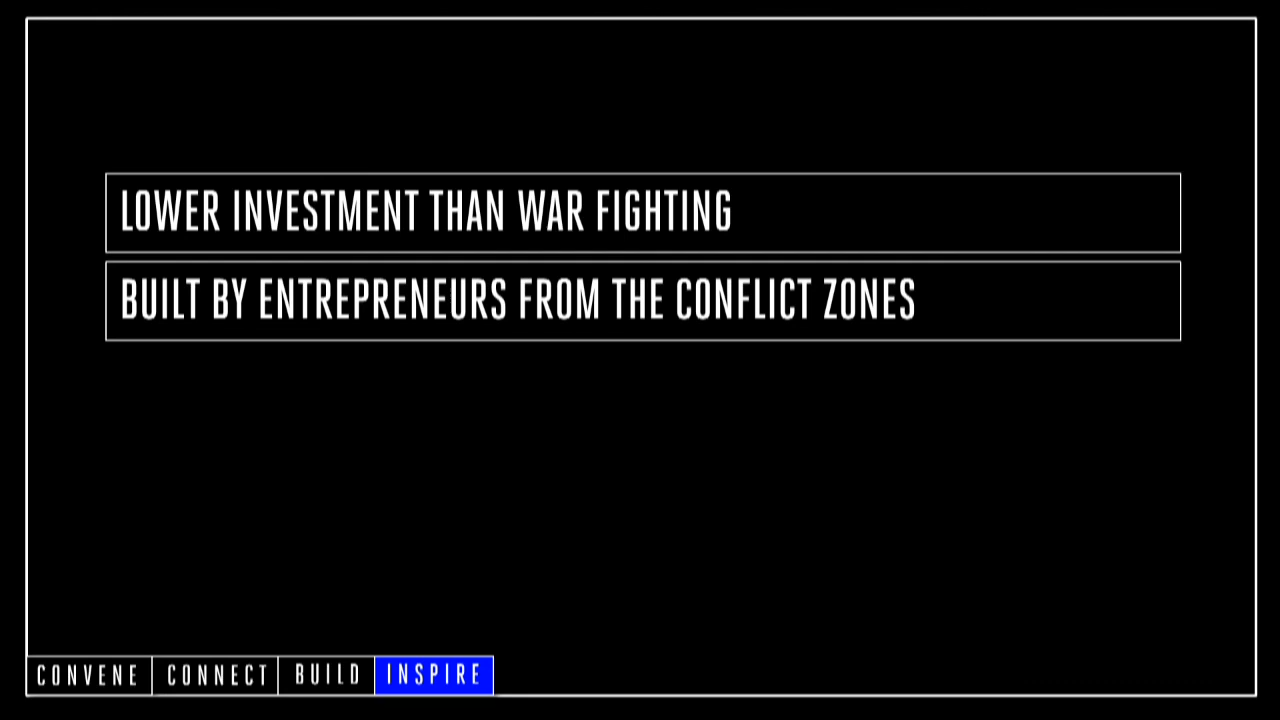 LOWER INVESTMENT THAN WAR FIGHTING
BUILT BY ENTREPRENEURS FROM THE CONFLICT ZONES
CONVENE CONNECT BUILD INSPIRE